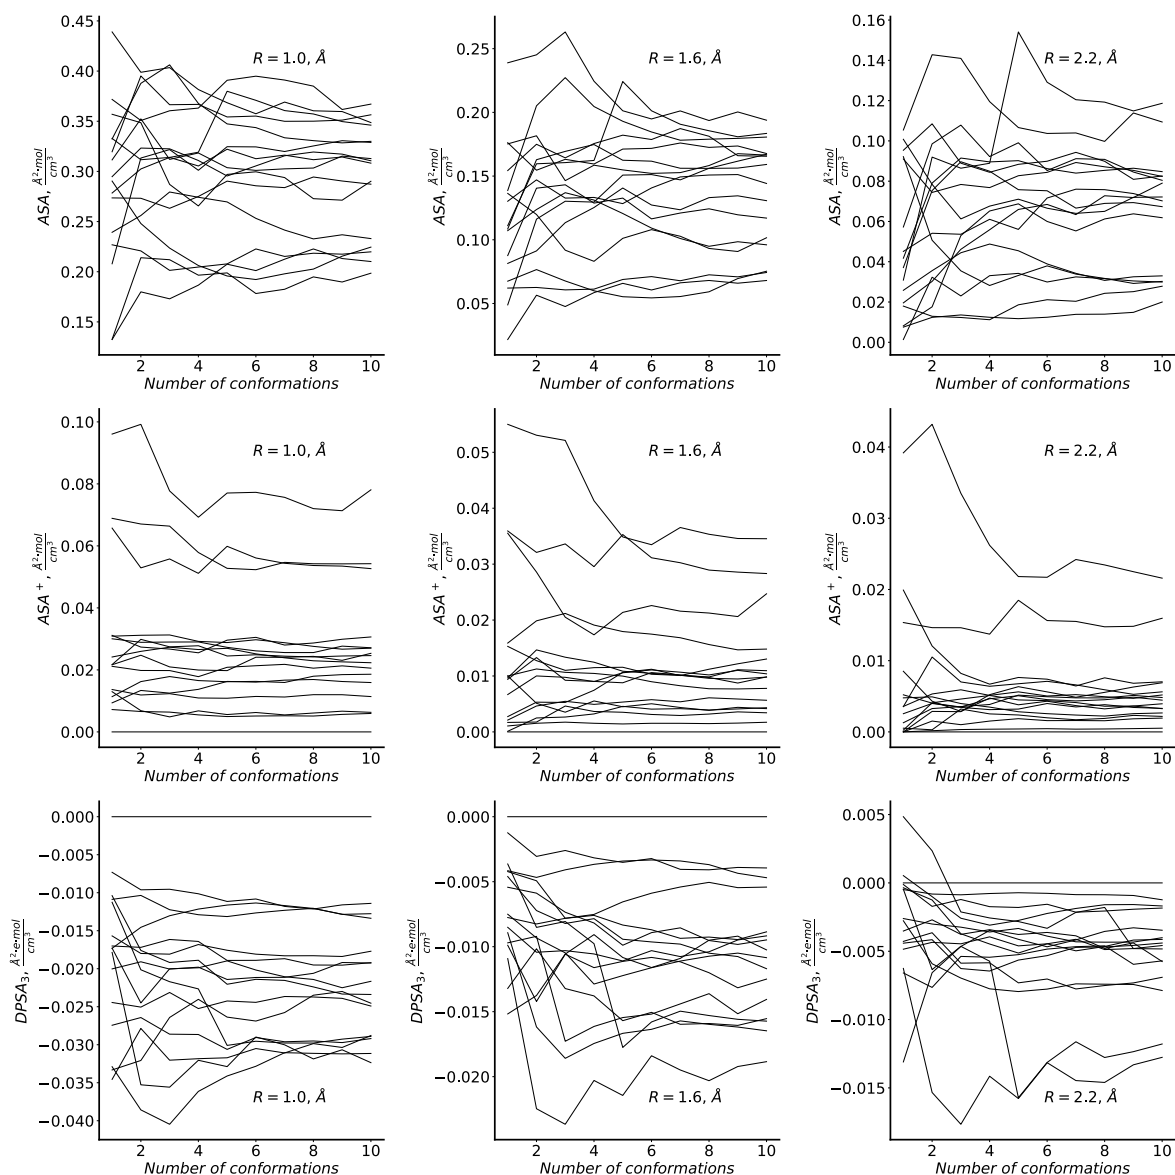 0.45
0.40
0.35
0.30
0.25
0.20
0.15
ASA, Å²·mol/cm³
R = 1.0, Å
2 4 6 8 10
Number of conformations
0.25
0.20
0.15
0.10
0.05
ASA, Å²·mol/cm³
R = 1.6, Å
2 4 6 8 10
Number of conformations
0.16
0.14
0.12
0.10
0.08
0.06
0.04
0.02
0.00
ASA, Å²·mol/cm³
R = 2.2, Å
2 4 6 8 10
Number of conformations
0.10
0.08
0.06
0.04
0.02
0.00
ASA⁺, Å²·mol/cm³
R = 1.0, Å
2 4 6 8 10
Number of conformations
0.05
0.04
0.03
0.02
0.01
0.00
ASA⁺, Å²·mol/cm³
R = 1.6, Å
2 4 6 8 10
Number of conformations
0.04
0.03
0.02
0.01
0.00
ASA⁺, Å²·mol/cm³
R = 2.2, Å
2 4 6 8 10
Number of conformations
0.000
−0.005
−0.010
−0.015
−0.020
−0.025
−0.030
−0.035
−0.040
DPSA₃, Å²·e·mol/cm³
R = 1.0, Å
2 4 6 8 10
Number of conformations
0.000
−0.005
−0.010
−0.015
−0.020
DPSA₃, Å²·e·mol/cm³
R = 1.6, Å
2 4 6 8 10
Number of conformations
0.005
0.000
−0.005
−0.010
−0.015
DPSA₃, Å²·e·mol/cm³
R = 2.2, Å
2 4 6 8 10
Number of conformations